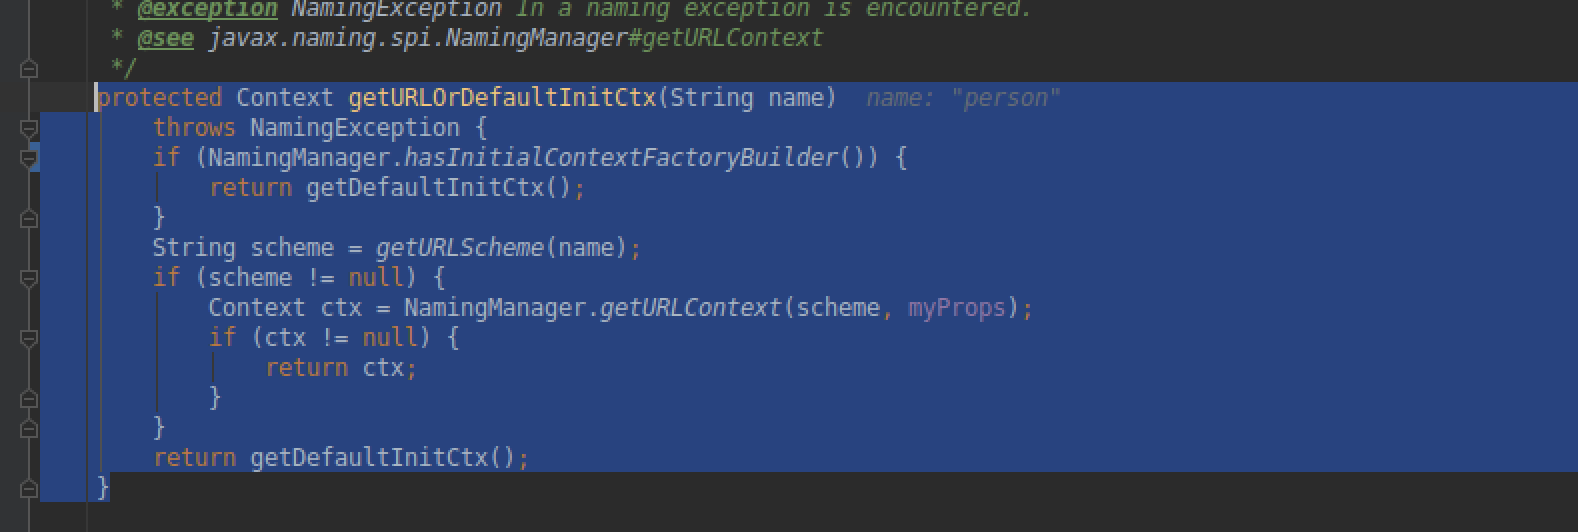 * @exception NamingException In a naming exception is encountered.
* @see javax.naming.spi.NamingManager#getURLContext
*/
protected Context getURLOrDefaultInitCtx(String name)  name: "person"
    throws NamingException {
    if (NamingManager.hasInitialContextFactoryBuilder()) {
        return getDefaultInitCtx();
    }
    String scheme = getURLScheme(name);
    if (scheme != null) {
        Context ctx = NamingManager.getURLContext(scheme, myProps);
        if (ctx != null) {
            return ctx;
        }
    }
    return getDefaultInitCtx();
}